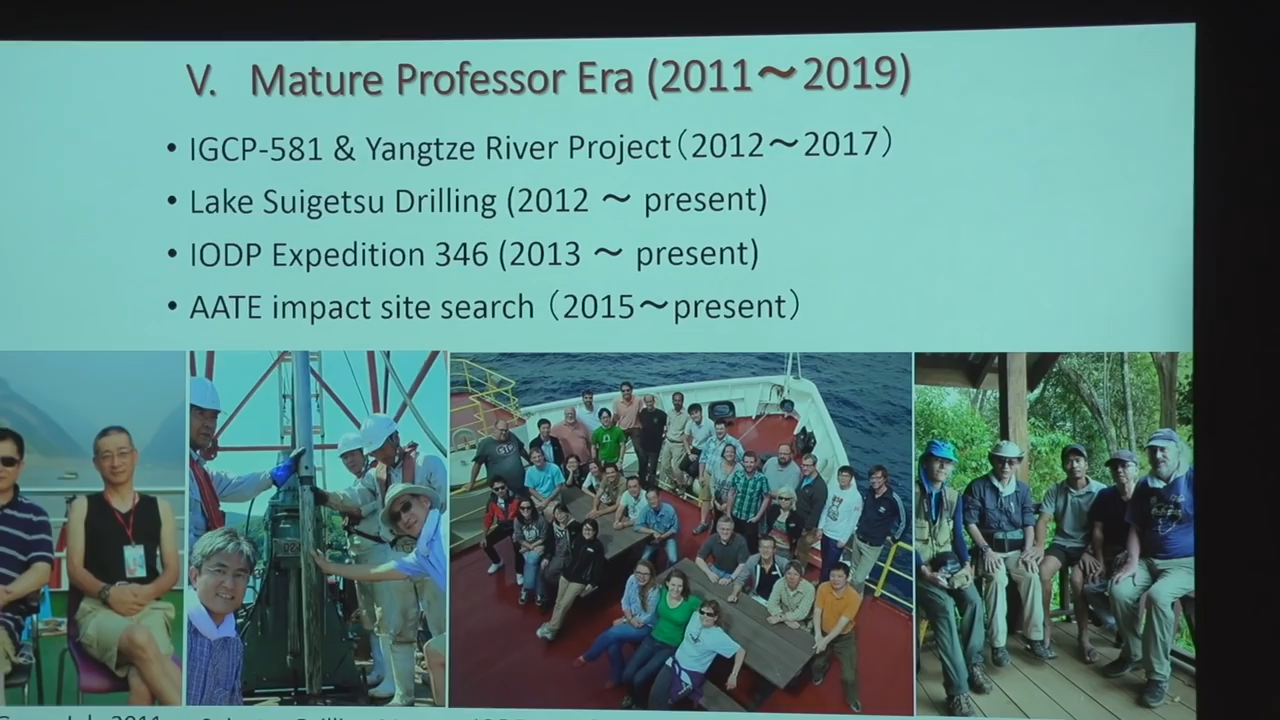 V. Mature Professor Era (2011～2019)
• IGCP-581 & Yangtze River Project（2012～2017）
• Lake Suigetsu Drilling (2012 ～ present)
• IODP Expedition 346 (2013 ～ present)
• AATE impact site search（2015～present）